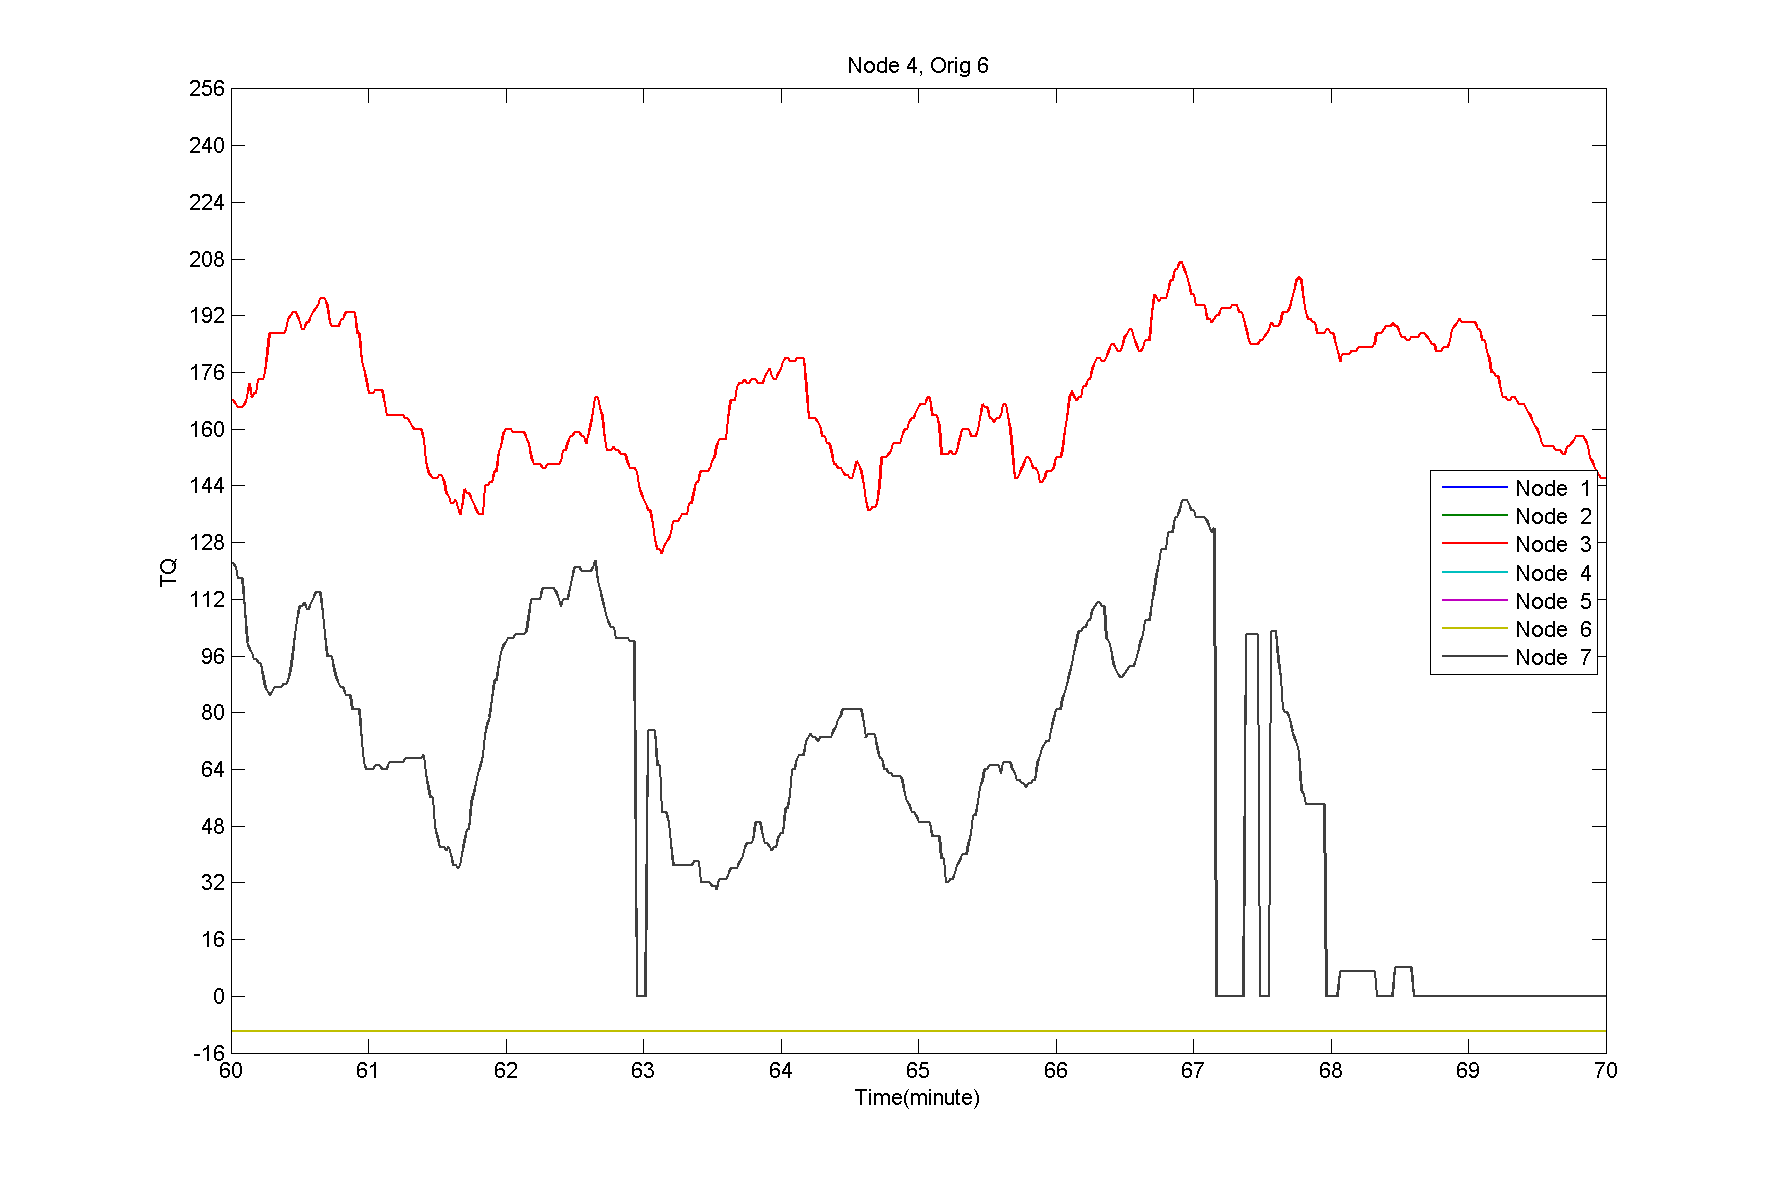 Node 4, Orig 6
256
240
224
208
192
176
160
144
128
112
96
80
64
48
32
16
0
-16
TQ
Node 1
Node 2
Node 3
Node 4
Node 5
Node 6
Node 7
60 61 62 63 64 65 66 67 68 69 70
Time(minute)